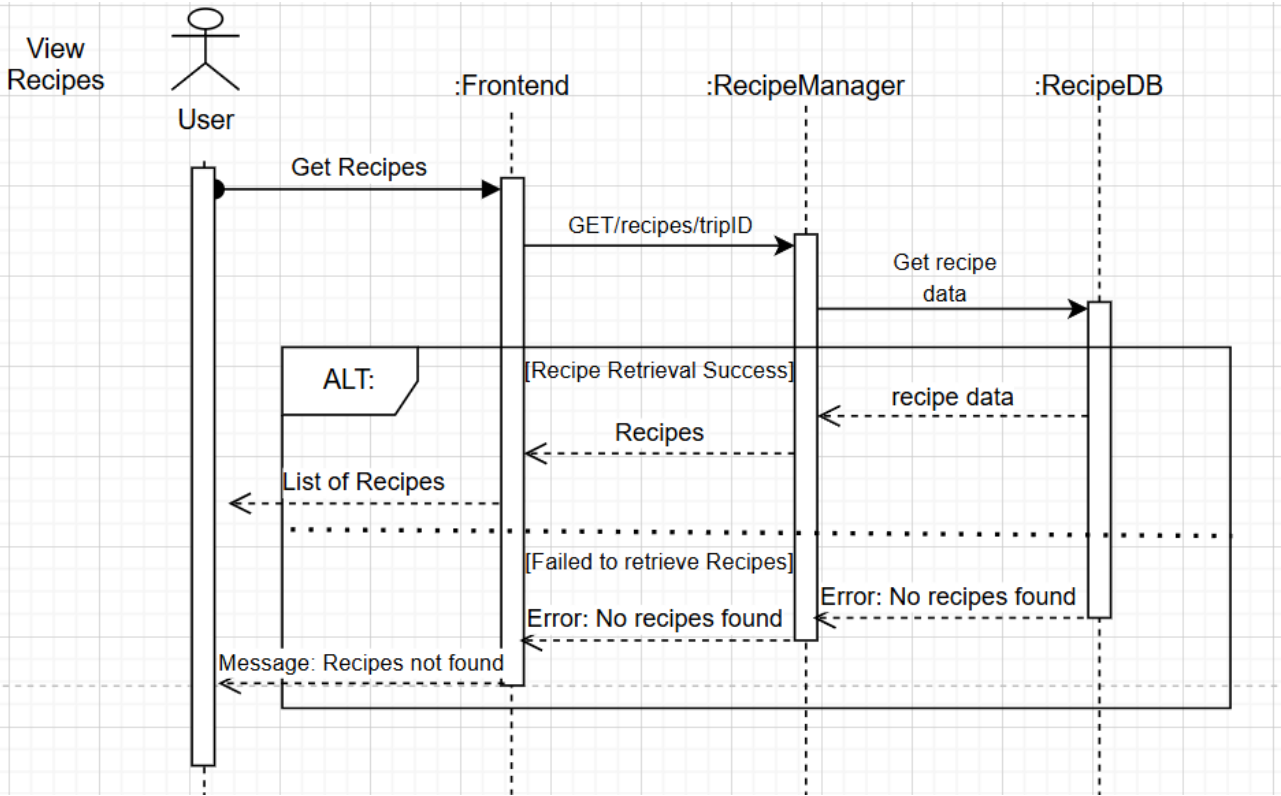 View
Recipes
User
:Frontend
:RecipeManager
:RecipeDB
Get Recipes
GET/recipes/tripID
Get recipe
data
ALT:
[Recipe Retrieval Success]
recipe data
Recipes
List of Recipes
[Failed to retrieve Recipes]
Error: No recipes found
Error: No recipes found
Message: Recipes not found